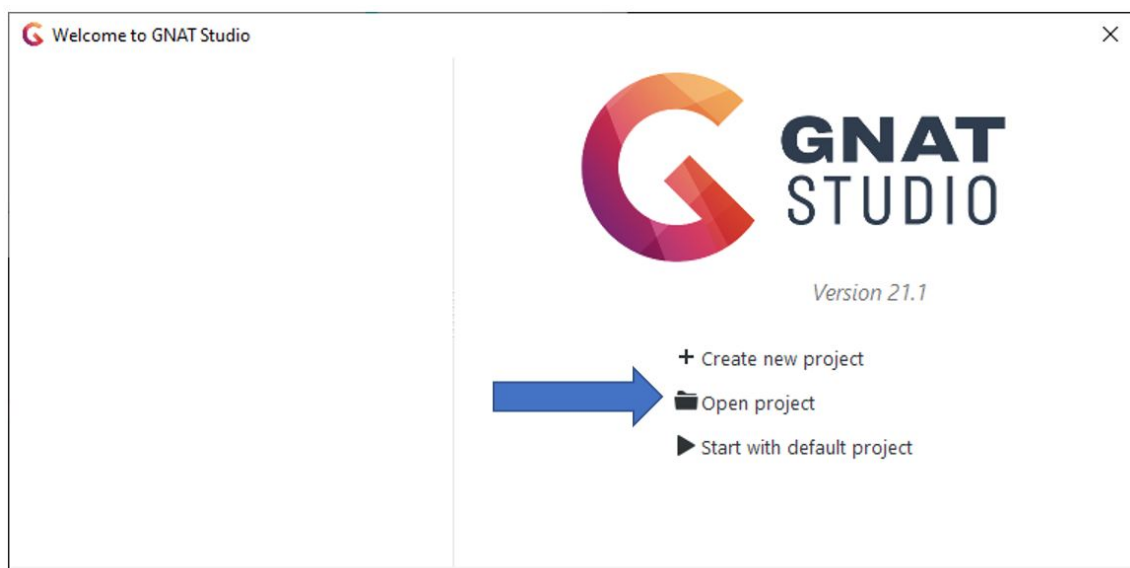 Welcome to GNAT Studio
GNAT
STUDIO
Version 21.1
Create new project
Open project
Start with default project